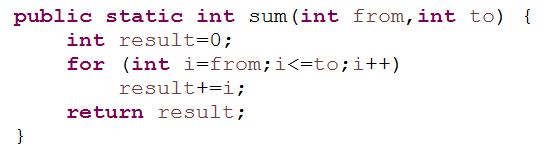 public static int sum(int from,int to) {
    int result=0;
    for (int i=from;i<=to;i++)
        result+=i;
    return result;
}